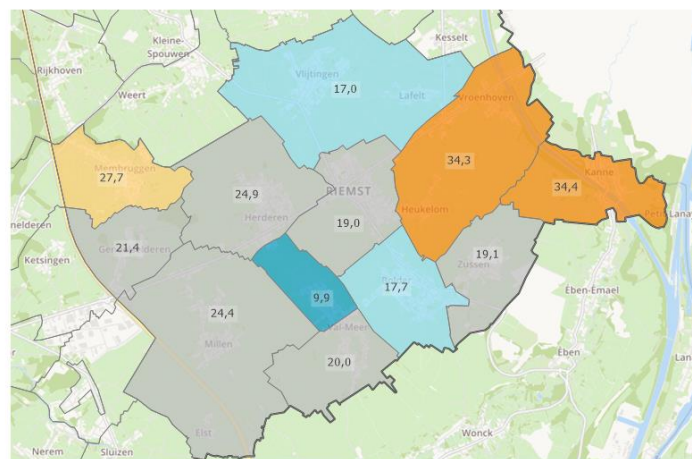 Kesselt
Kleine-
Spouwen
Rijkhoven
Vlijtingen
Weert
17,0
Lafelt
Vroenhoven
Membruggen
34,3
Kanne
27,7
24,9
RIEMST
34,4
19,0
Herderen
Heukelom
21,4
19,1
Ketsingen
Zussen
9,9
17,7
Eben-Emael
24,4
Val-Meer
Millen
20,0
Eben
Elst
Wonck
Nerem
Sluizen